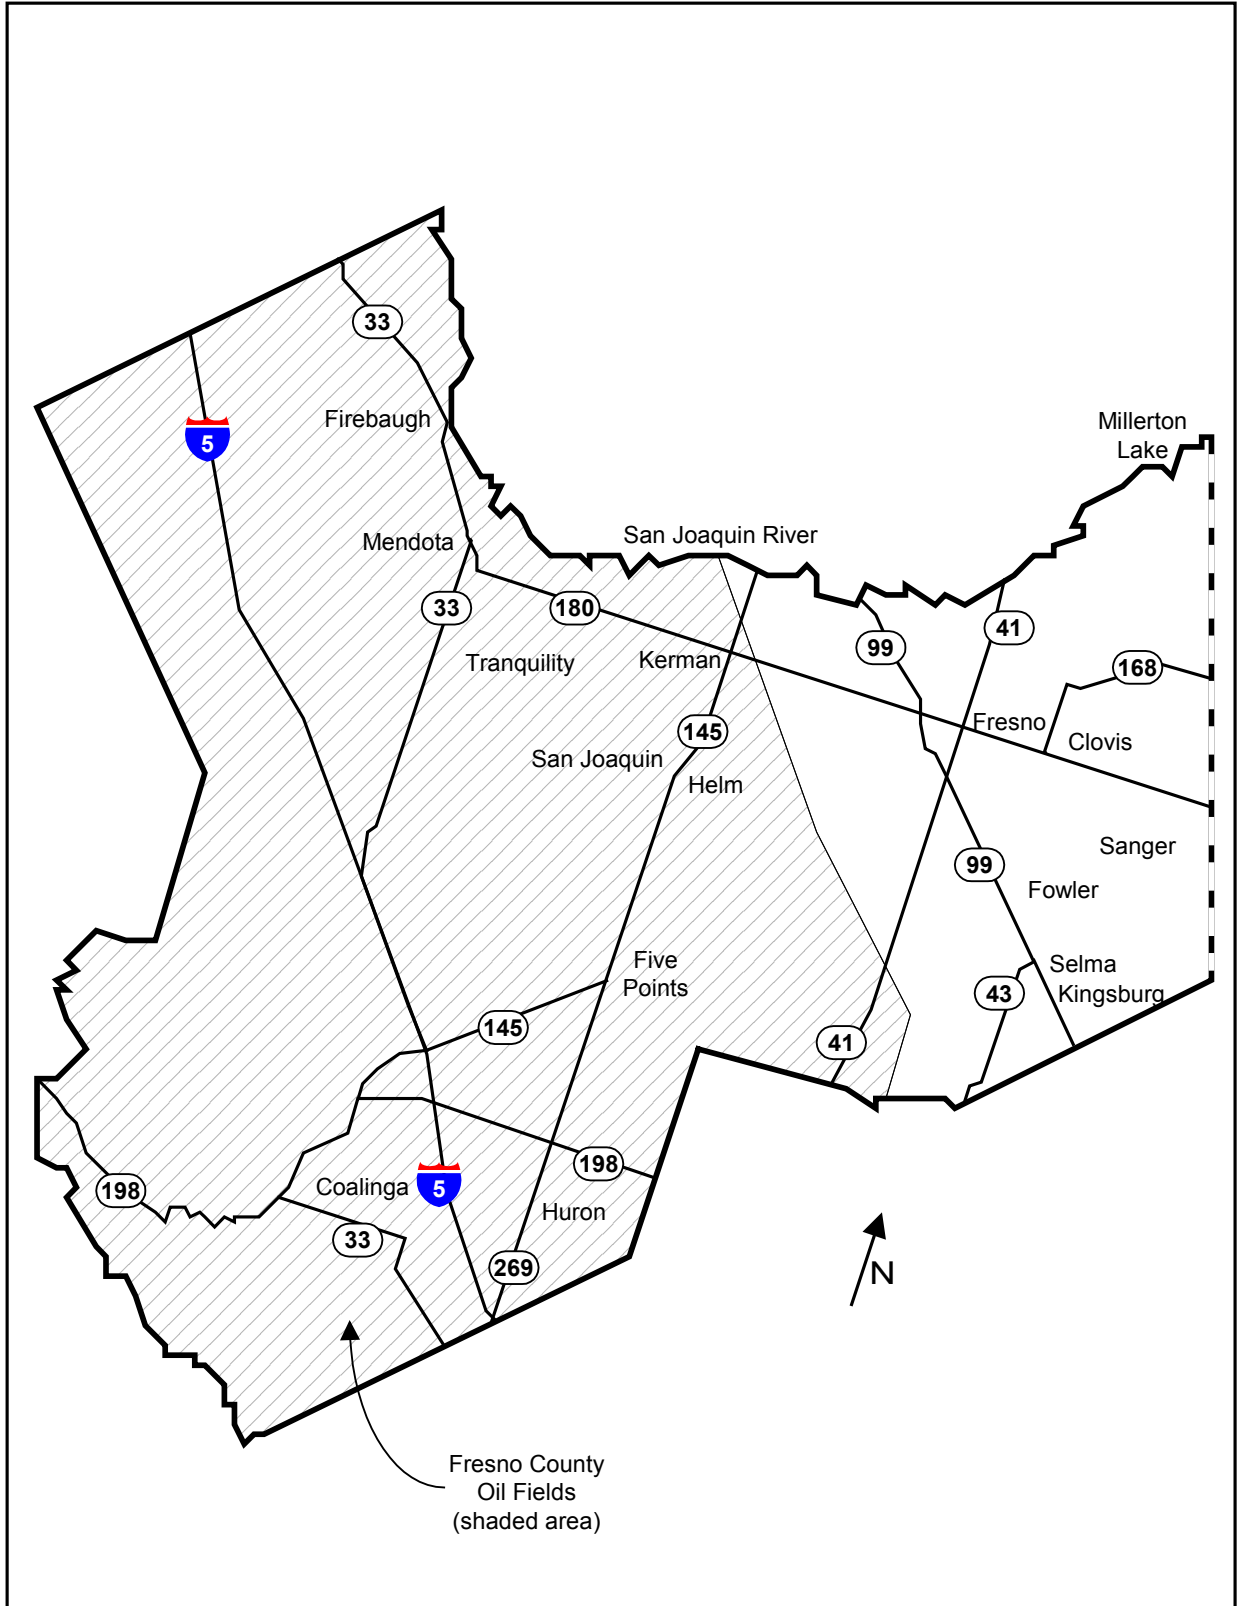 33
Firebaugh
5
Millerton
Lake
San Joaquin River
Mendota
33
180
41
99
Tranquility
Kerman
168
145
Fresno
Clovis
San Joaquin
Helm
Sanger
99
Fowler
Five
Points
Selma
43
Kingsburg
145
41
198
198
Coalinga
5
Huron
33
269
N
Fresno County
Oil Fields
(shaded area)